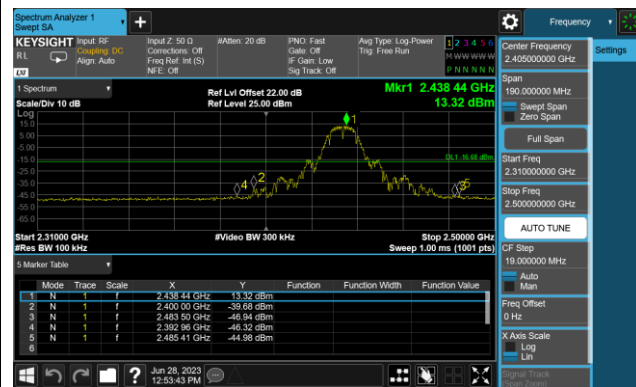 Spectrum Analyzer 1
Swept SA
Frequency
KEYSIGHT
RL
LXI
Input: RF
Coupling: DC
Align: Auto
Input Z: 50 Ω
Corrections: Off
Freq Ref: Int (S)
NFE: Off
#Atten: 20 dB
PNO: Fast
Gate: Off
IF Gain: Low
Sig Track: Off
Avg Type: Log-Power
Trig: Free Run
1 2 3 4 5 6
M W W W W W
P N N N N N
1 Spectrum
Scale/Div 10 dB
Ref Lvl Offset 22.00 dB
Ref Level 25.00 dBm
Mkr1 2.438 44 GHz
13.32 dBm
Log
15.0
5.00
-5.00
-15.0
-25.0
-35.0
-45.0
-55.0
-65.0
1
DL1 -16.68 dBm
2
4
5
Start 2.31000 GHz
#Res BW 100 kHz
#Video BW 300 kHz
Stop 2.50000 GHz
Sweep 1.00 ms (1001 pts)
5 Marker Table
Mode Trace Scale X Y Function Function Width Function Value
1 N 1 f 2.438 44 GHz 13.32 dBm
2 N 1 f 2.400 00 GHz -39.68 dBm
3 N 1 f 2.483 50 GHz -46.94 dBm
4 N 1 f 2.392 96 GHz -46.32 dBm
5 N 1 f 2.485 41 GHz -44.98 dBm
6
Center Frequency
2.405000000 GHz
Settings
Span
190.000000 MHz
Swept Span
Zero Span
Full Span
Start Freq
2.310000000 GHz
Stop Freq
2.500000000 GHz
AUTO TUNE
CF Step
19.000000 MHz
Auto
Man
Freq Offset
0 Hz
X Axis Scale
Log
Lin
Signal Track
(Span Zoom)
?
Jun 28, 2023
12:53:43 PM